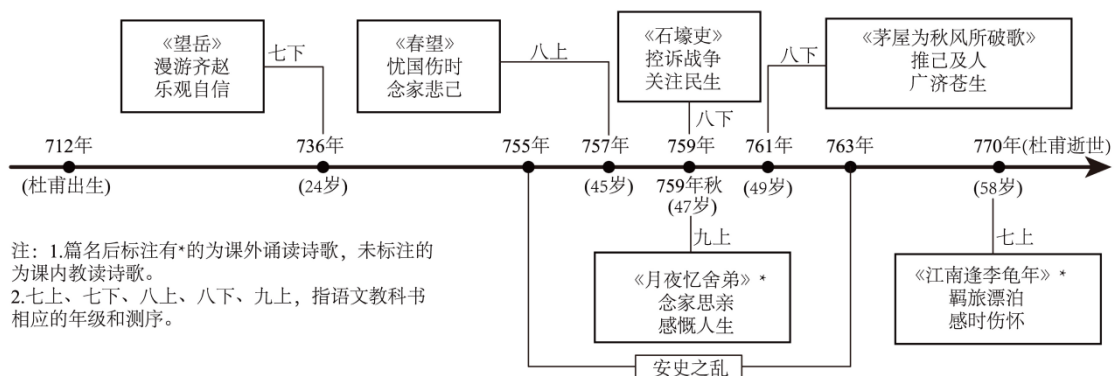 《望岳》
漫游齐赵
乐观自信
七下
《春望》
忧国伤时
念家悲己
八上
《石壕吏》
控诉战争
关注民生
八下
《茅屋为秋风所破歌》
推己及人
广济苍生
八下
712年
736年
755年
757年
759年
761年
763年
770年(杜甫逝世)
(杜甫出生)
(24岁)
(45岁)
759年秋
(47岁)
(49岁)
(58岁)
九上
《月夜忆舍弟》*
念家思亲
感慨人生
七上
《江南逢李龟年》*
羁旅漂泊
感时伤怀
安史之乱
注：1.篇名后标注有*的为课外诵读诗歌，未标注的
为课内教读诗歌。
2.七上、七下、八上、八下、九上，指语文教科书
相应的年级和测序。